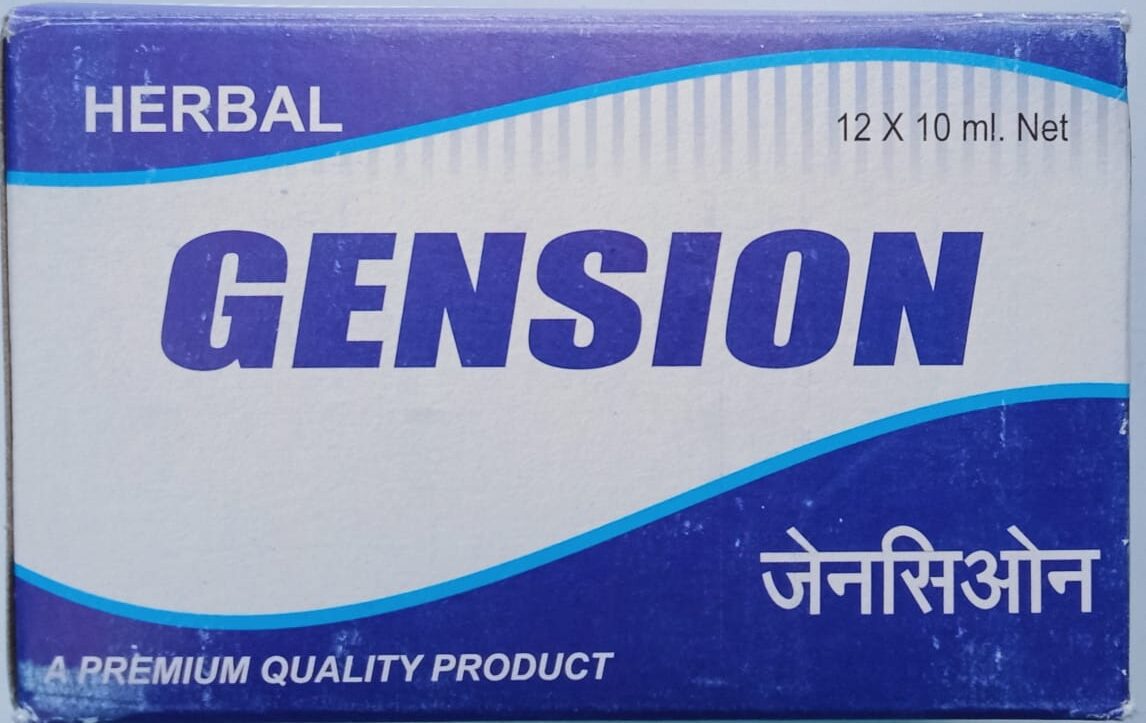 HERBAL
12 X 10 ml. Net
GENSION
जेनसिओन
A PREMIUM QUALITY PRODUCT